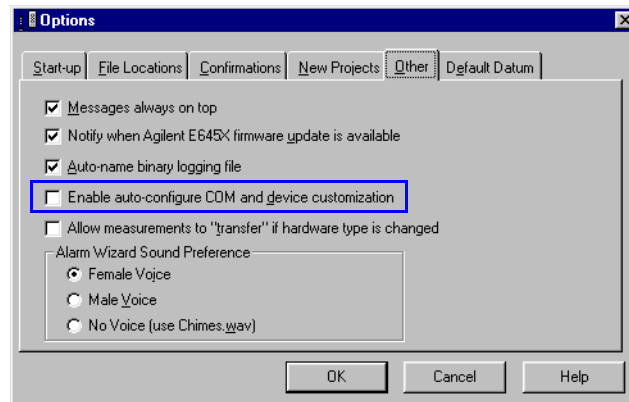 Options
Start-up File Locations Confirmations New Projects Other Default Datum
Messages always on top
Notify when Agilent E645X firmware update is available
Auto-name binary logging file
Enable auto-configure COM and device customization
Allow measurements to "transfer" if hardware type is changed
Alarm Wizard Sound Preference
Female Voice
Male Voice
No Voice (use Chimes.wav)
OK Cancel Help